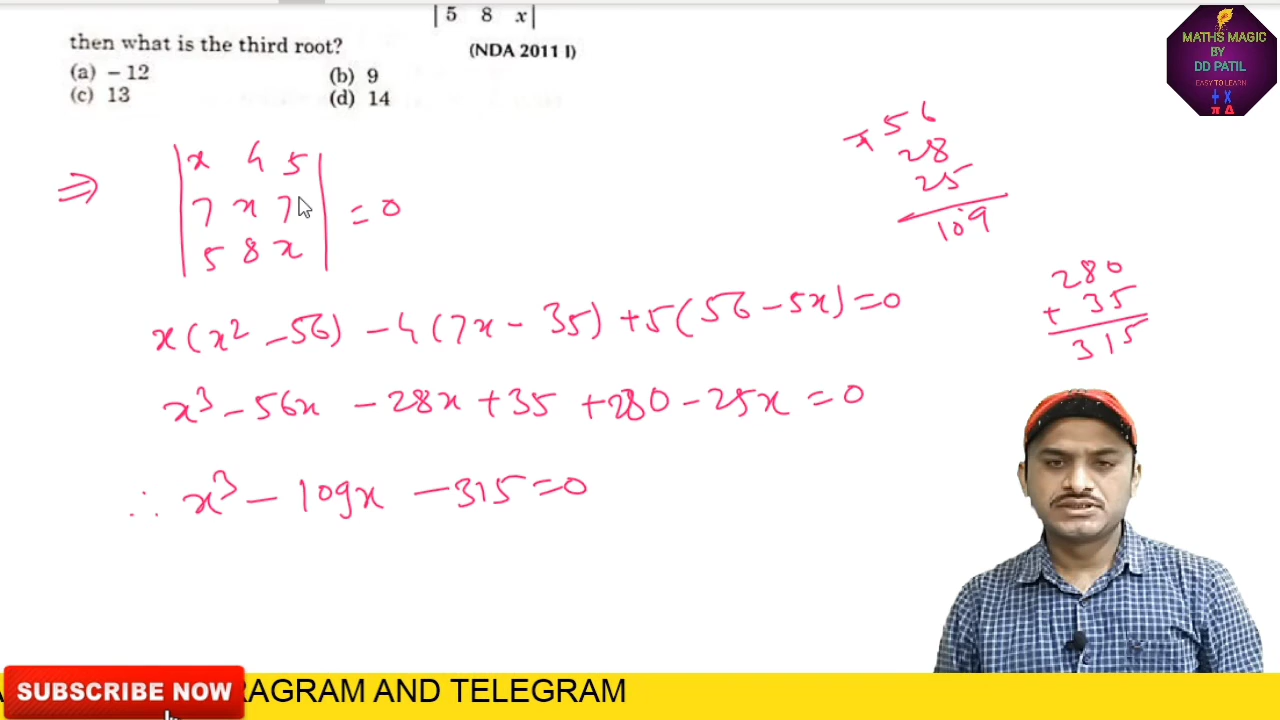 | 5 8 x |
then what is the third root?
(NDA 2011 I)
(a) – 12
(b) 9
(c) 13
(d) 14
MATHS MAGIC
BY
DD PATIL
EASY TO LEARN
+ X
π Δ
⇒ | x 4 5 |
| 7 x 7 | = 0
| 5 8 x |
x(x² - 56) - 4(7x - 35) + 5(56 - 5x) = 0
x³ - 56x - 28x + 35 + 280 - 25x = 0
∴ x³ - 109x - 315 = 0
+ 56
28
25
109
280
+ 35
315
SUBSCRIBE NOW
RAGRAM AND TELEGRAM